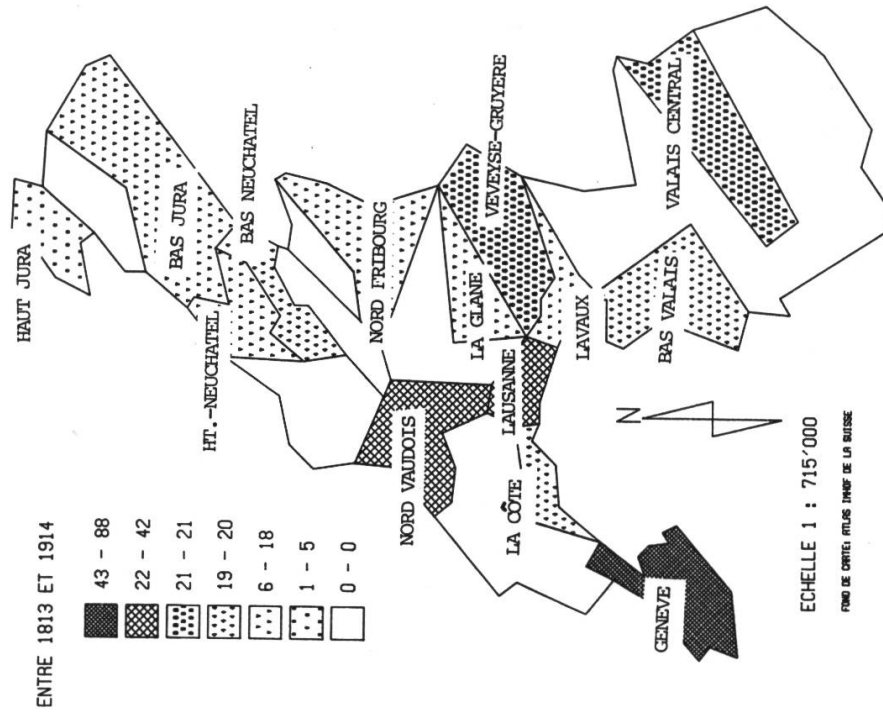 ENTRE 1813 ET 1914
43 - 88
22 - 42
21 - 21
19 - 20
6 - 18
1 - 5
0 - 0
HAUT JURA
BAS JURA
HT.-NEUCHATEL
BAS NEUCHATEL
NORD FRIBOURG
NORD VAUDOIS
LA GLANE
VEVEYSE-GRUYERE
LAUSANNE
LA CÔTE
LAVAUX
BAS VALAIS
VALAIS CENTRAL
GENEVE
N
ECHELLE 1 : 715'000
FOND DE CARTE: ATLAS IMHOF DE LA SUISSE